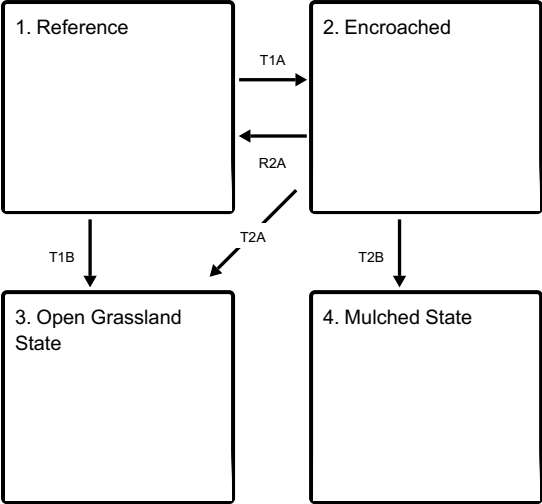 1. Reference
2. Encroached
T1A
R2A
T2A
T1B
T2B
3. Open Grassland
State
4. Mulched State